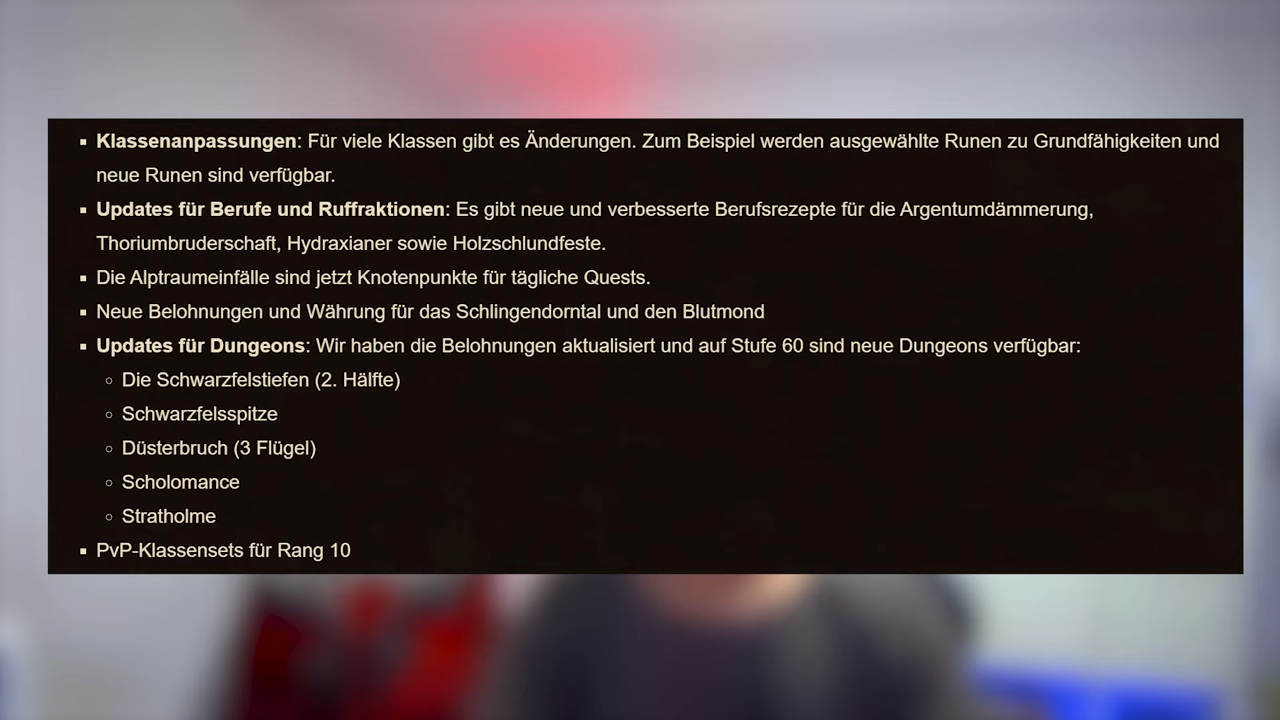 ▪ Klassenanpassungen: Für viele Klassen gibt es Änderungen. Zum Beispiel werden ausgewählte Runen zu Grundfähigkeiten und
neue Runen sind verfügbar.
▪ Updates für Berufe und Ruffraktionen: Es gibt neue und verbesserte Berufsrezepte für die Argentumdämmerung,
Thoriumbruderschaft, Hydraxianer sowie Holzschlundfeste.
▪ Die Alptraumeinfälle sind jetzt Knotenpunkte für tägliche Quests.
▪ Neue Belohnungen und Währung für das Schlingendorntal und den Blutmond
▪ Updates für Dungeons: Wir haben die Belohnungen aktualisiert und auf Stufe 60 sind neue Dungeons verfügbar:
◦ Die Schwarzfelstiefen (2. Hälfte)
◦ Schwarzfelsspitze
◦ Düsterbruch (3 Flügel)
◦ Scholomance
◦ Stratholme
▪ PvP-Klassensets für Rang 10